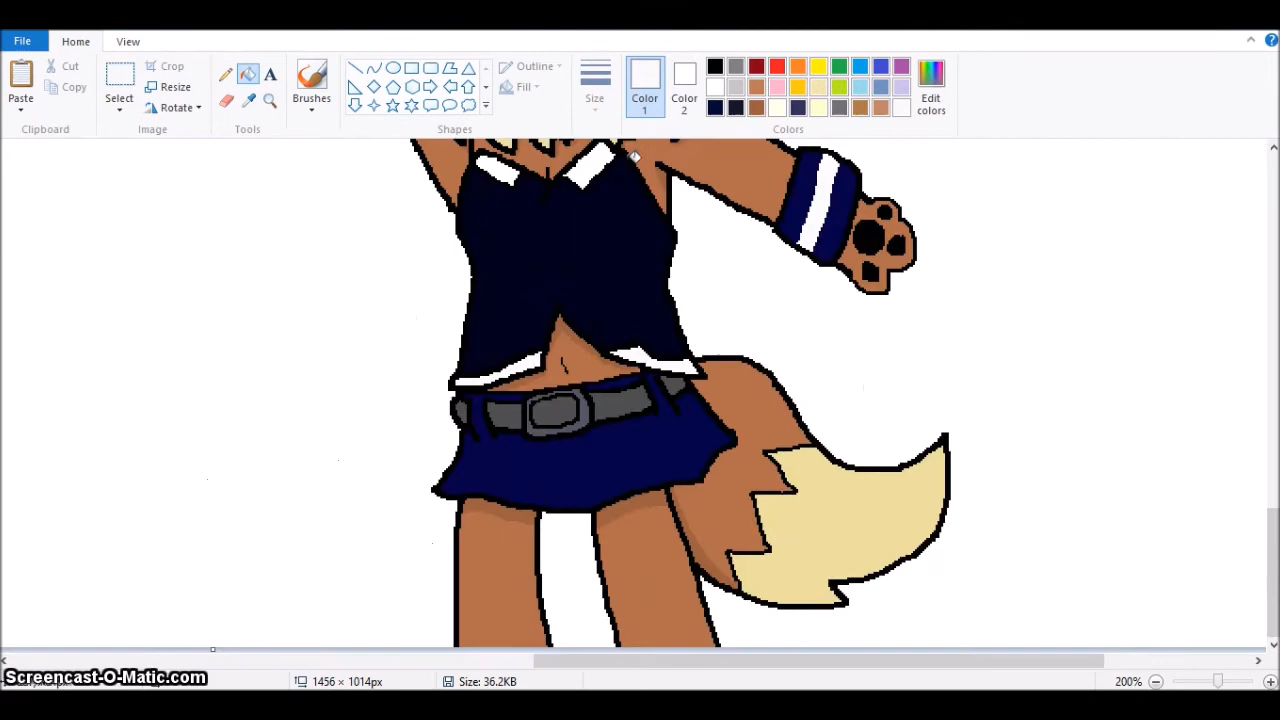 File Home View
Paste
Cut
Copy
Clipboard
Select
Crop
Resize
Rotate
Image
A
Tools
Brushes
Outline
Fill
Shapes
Size
Color 1
Color 2
Edit colors
Colors
Screencast-O-Matic.com
1456 × 1014px
Size: 36.2KB
200%